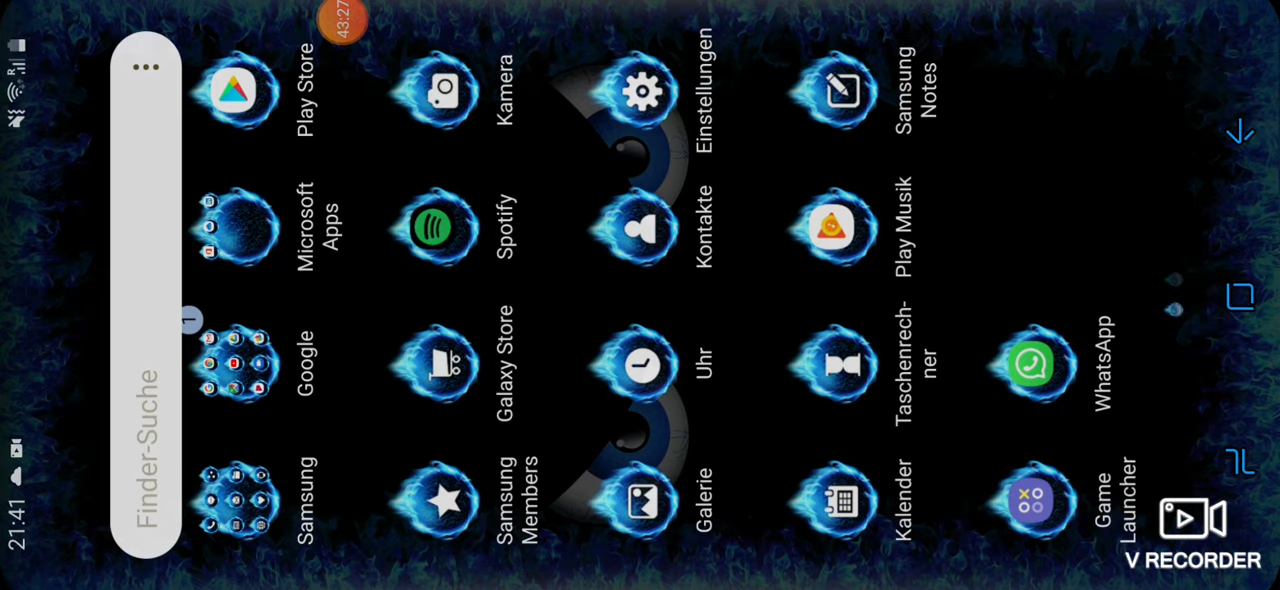 21:41
R
43:27
Finder-Suche
1
Samsung
Google
Microsoft
Apps
Play Store
Samsung
Members
Galaxy Store
Spotify
Kamera
Galerie
Uhr
Kontakte
Einstellungen
Kalender
Taschenrech-
ner
Play Musik
Samsung
Notes
Game
Launcher
WhatsApp
V RECORDER